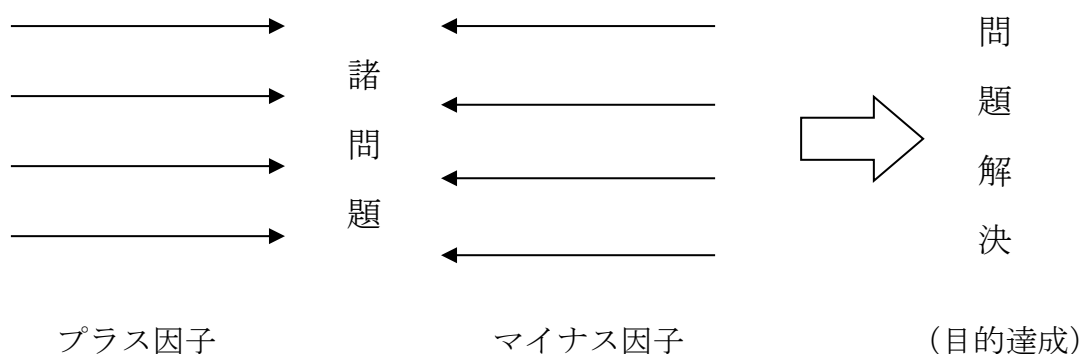 諸問題
問題解決
プラス因子
マイナス因子
(目的達成)